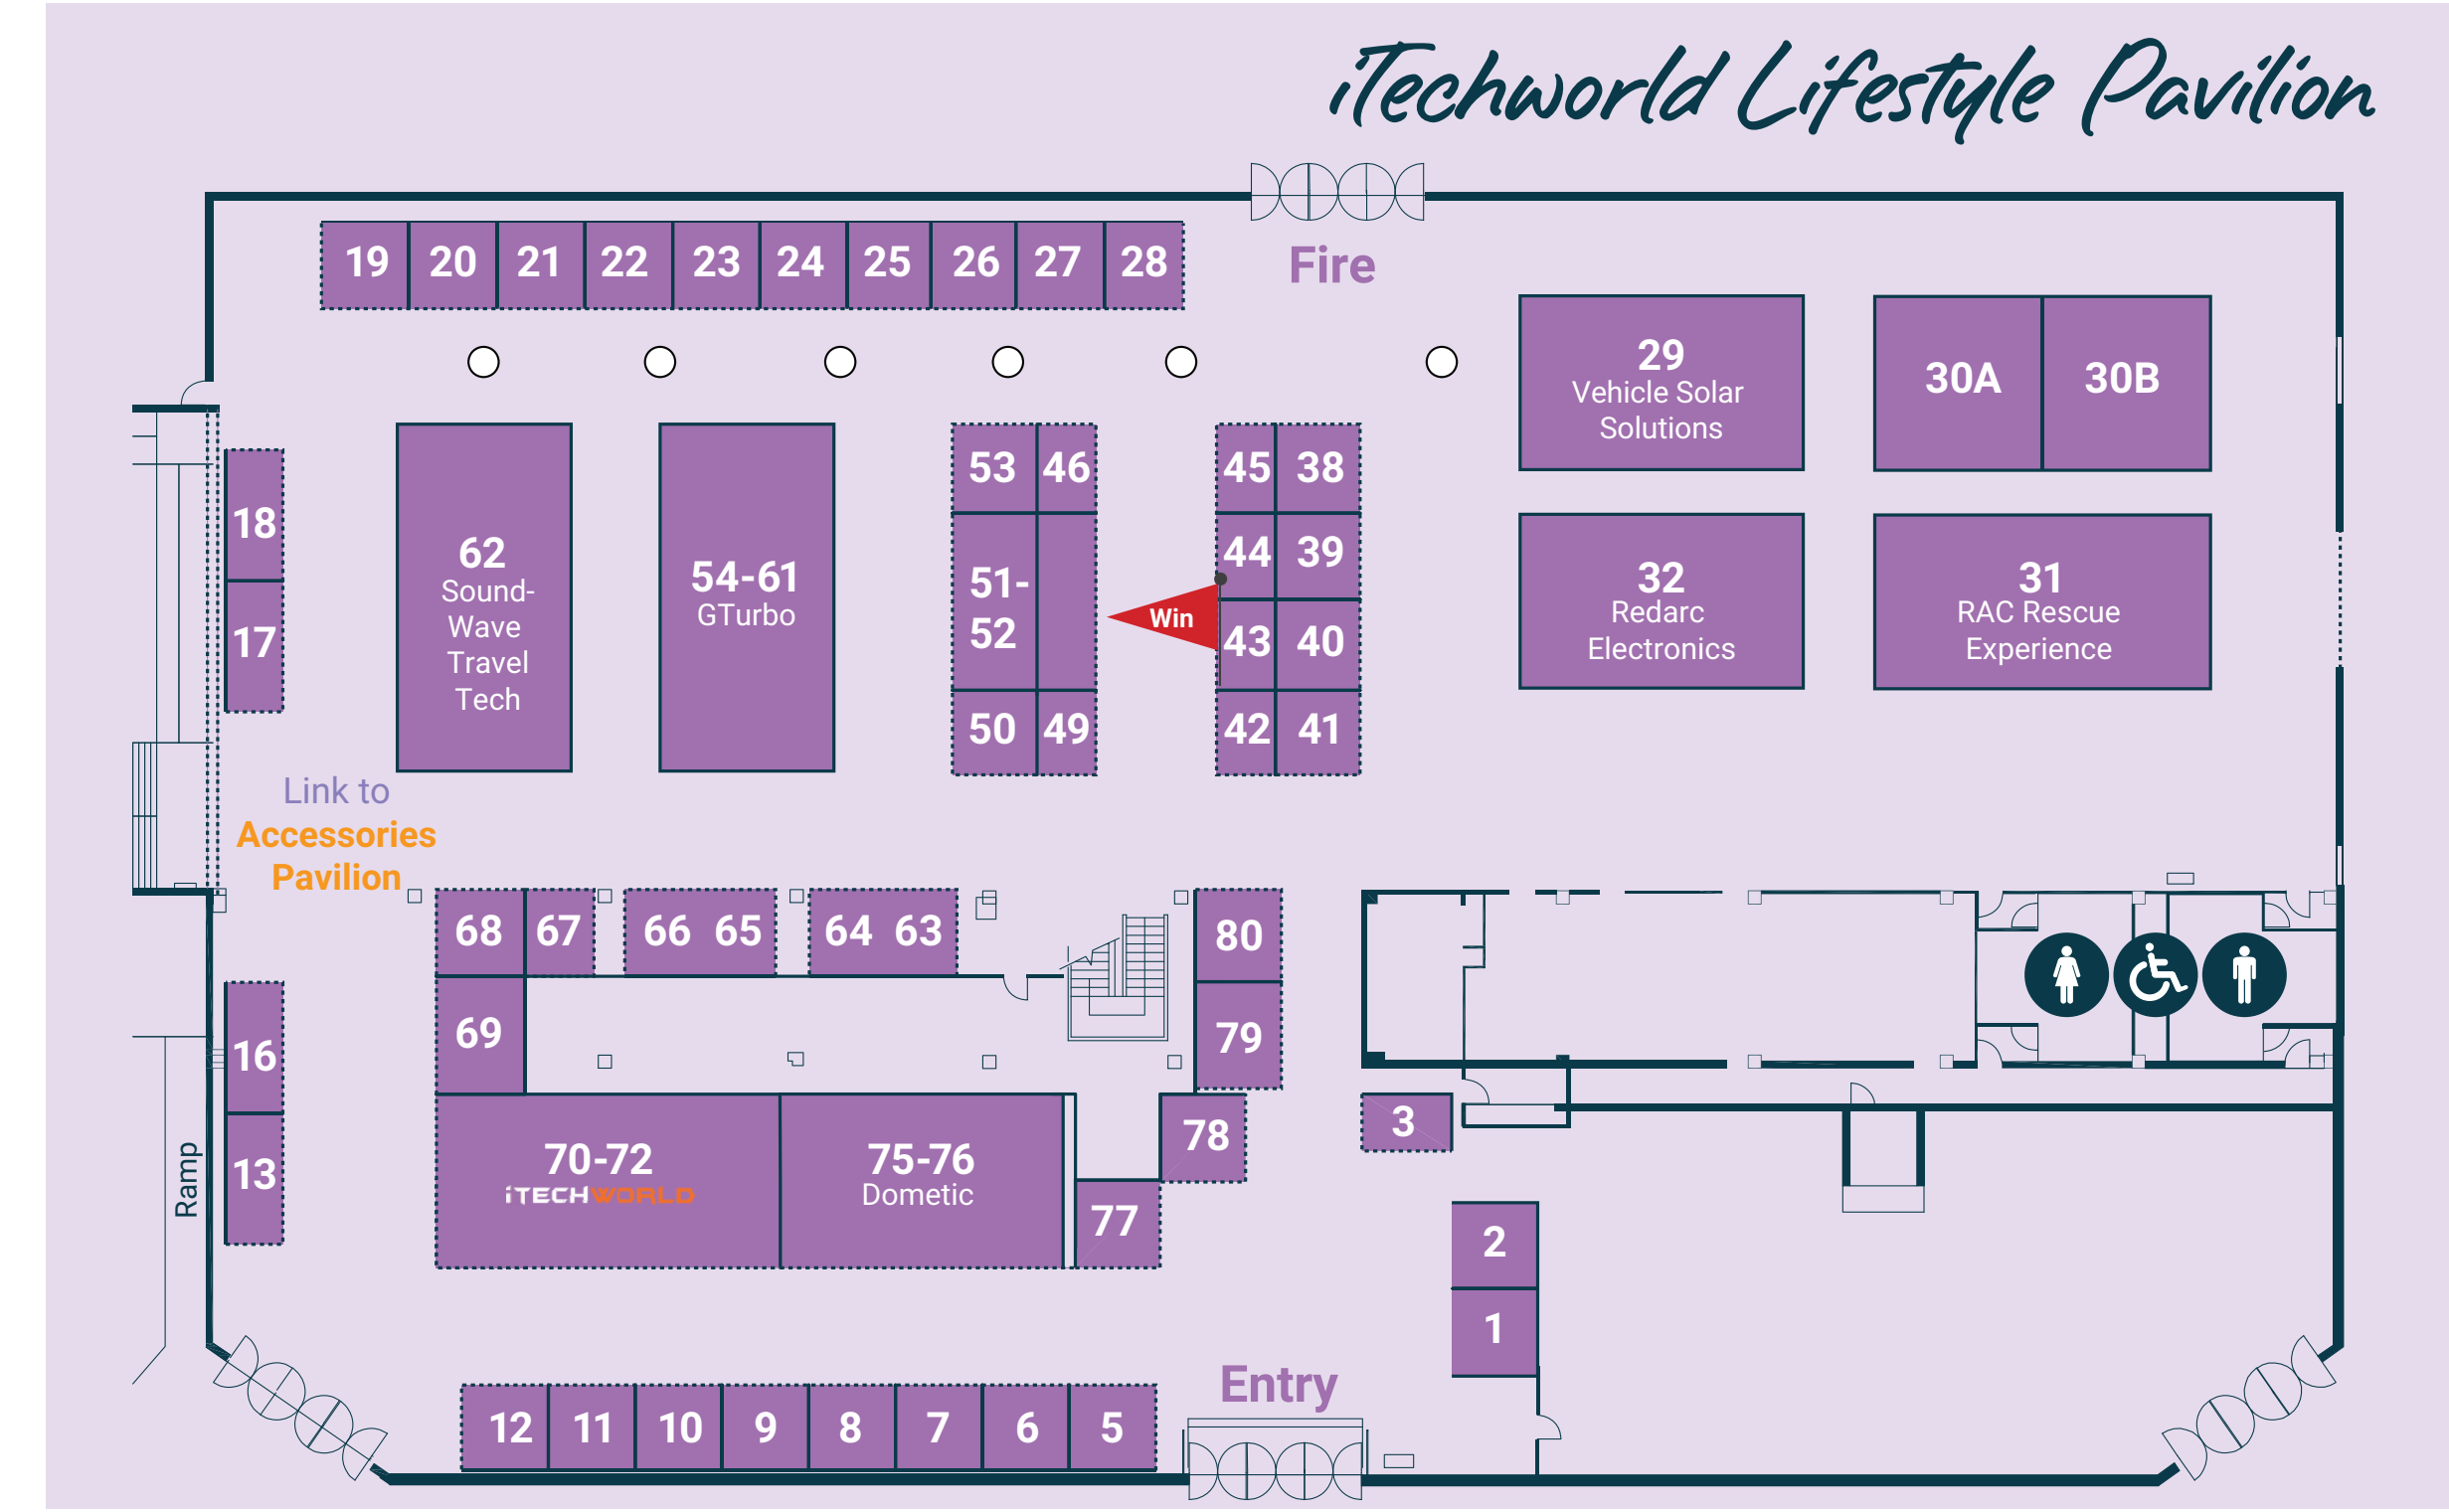 iTechworld Lifestyle Pavilion
Fire
19 20 21 22 23 24 25 26 27 28
29
Vehicle Solar
Solutions
30A 30B
18
17
62
Sound-
Wave
Travel
Tech
54-61
GTurbo
53 46
51-
52
50 49
Win
45 38
44 39
43 40
42 41
32
Redarc
Electronics
31
RAC Rescue
Experience
Link to
Accessories
Pavilion
68 67 66 65 64 63
69
80
79
16
13
Ramp
70-72
iTECHWORLD
75-76
Dometic
78
77
3
2
1
Entry
12 11 10 9 8 7 6 5